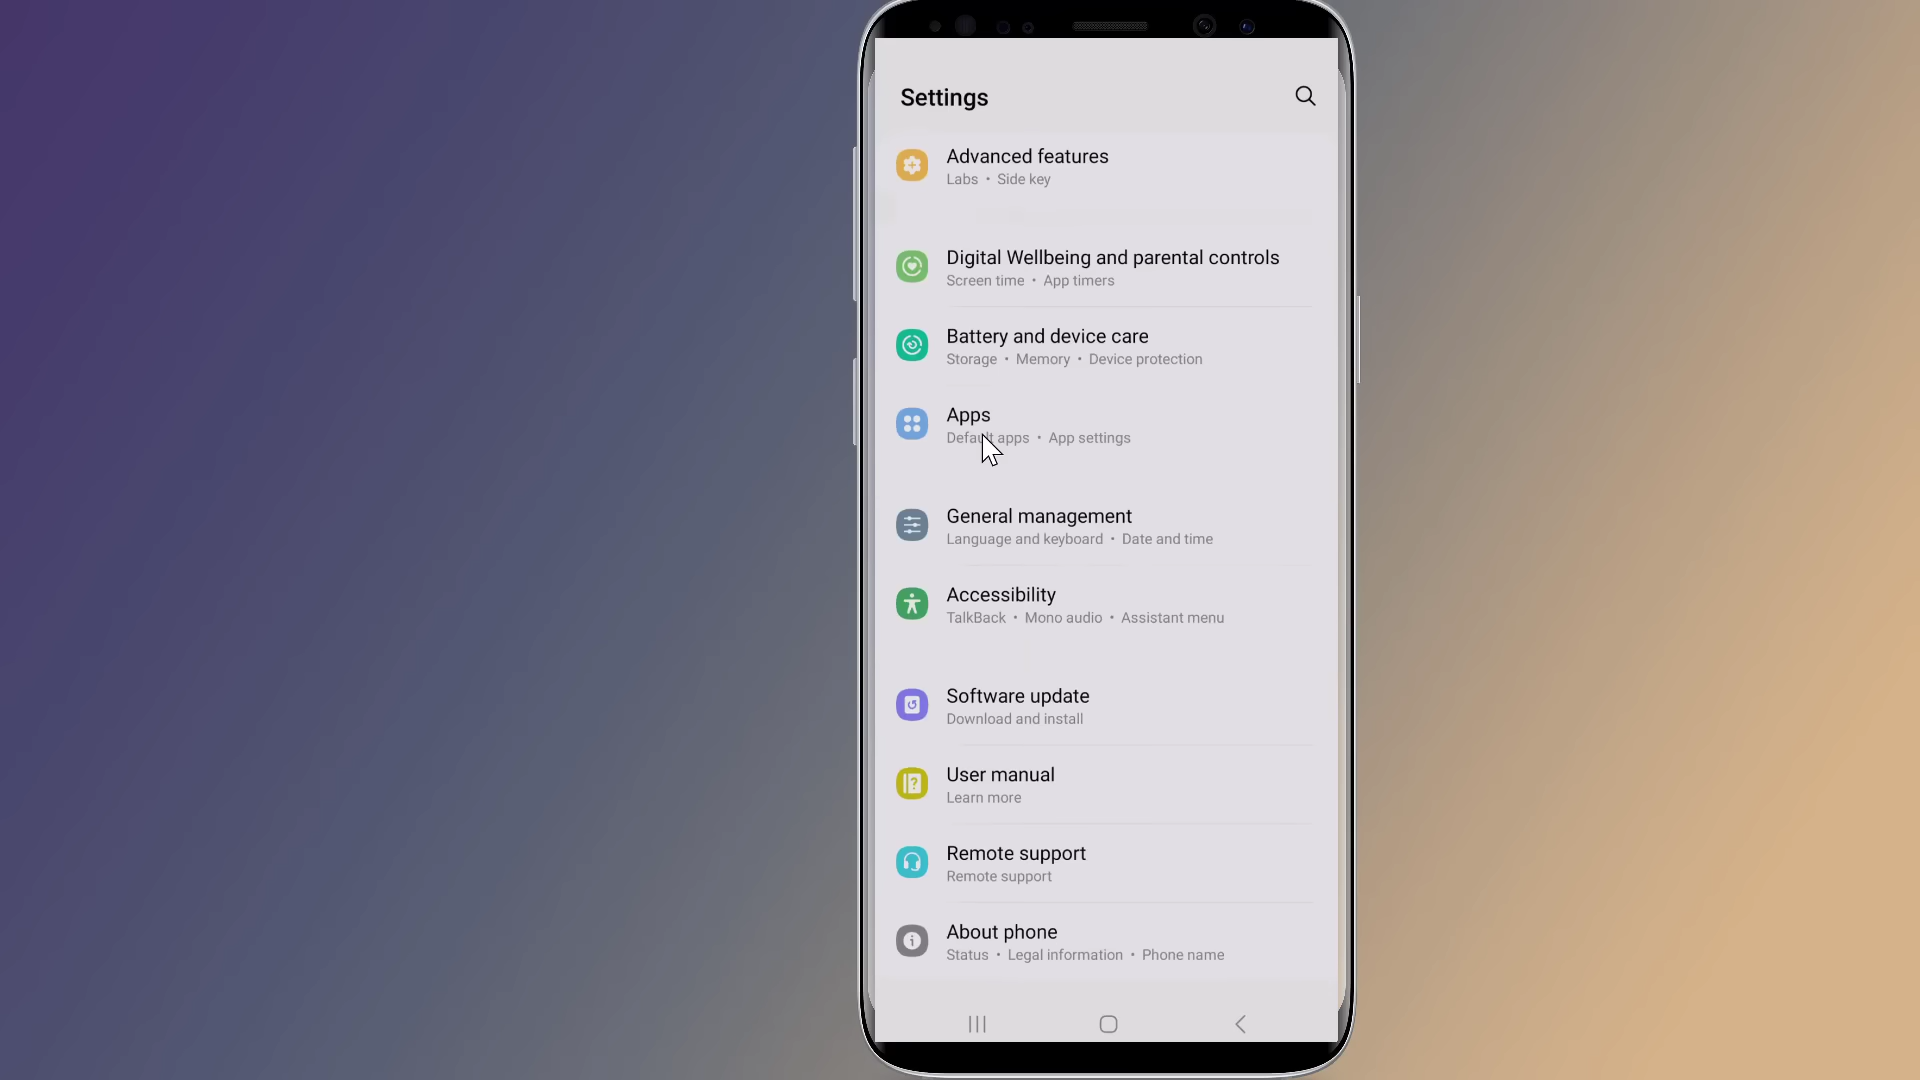 Settings
Advanced features
Labs • Side key
Digital Wellbeing and parental controls
Screen time • App timers
Battery and device care
Storage • Memory • Device protection
Apps
Default apps • App settings
General management
Language and keyboard • Date and time
Accessibility
TalkBack • Mono audio • Assistant menu
Software update
Download and install
User manual
Learn more
Remote support
Remote support
About phone
Status • Legal information • Phone name